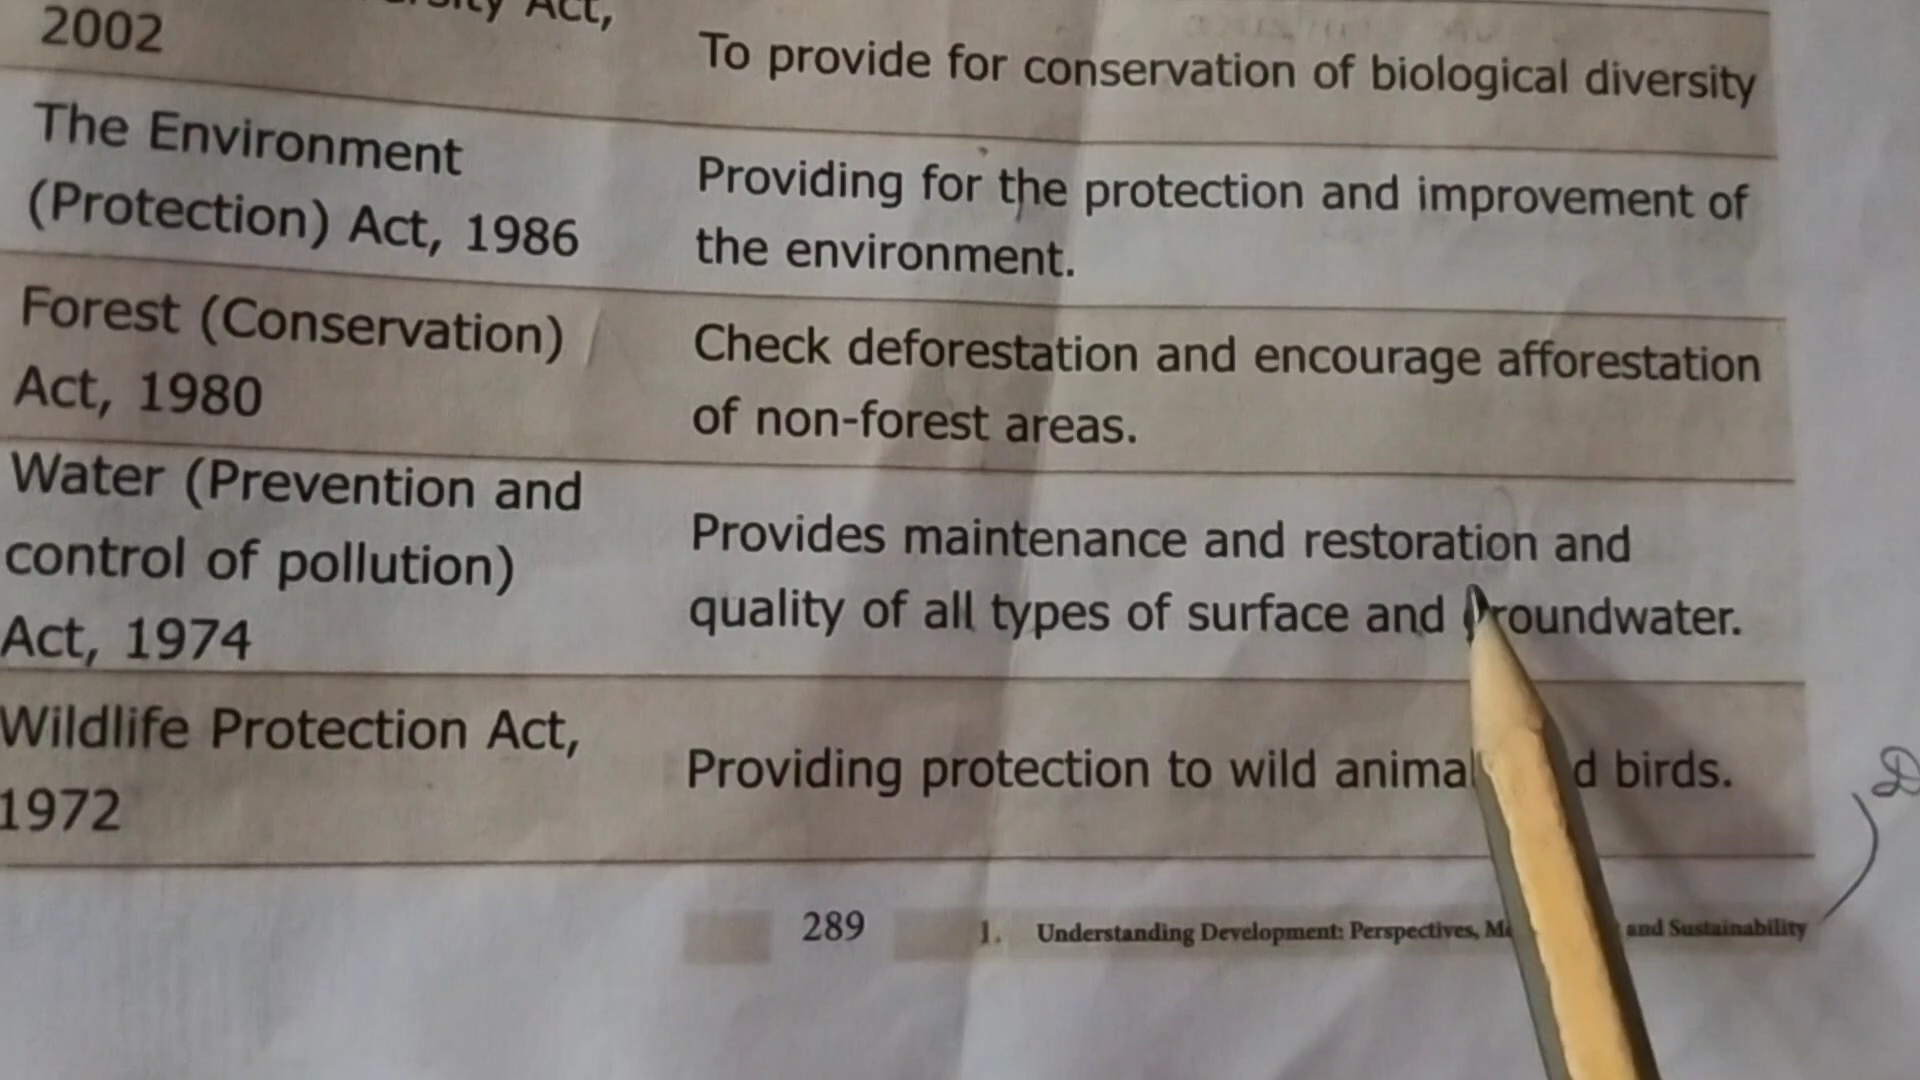 Act,
2002
To provide for conservation of biological diversity
The Environment
(Protection) Act, 1986
Providing for the protection and improvement of
the environment.
Forest (Conservation)
Act, 1980
Check deforestation and encourage afforestation
of non-forest areas.
Water (Prevention and
control of pollution)
Act, 1974
Provides maintenance and restoration and
quality of all types of surface and groundwater.
Wildlife Protection Act,
1972
Providing protection to wild birds.
289
1. Understanding Development: Perspectives, and Sustainability